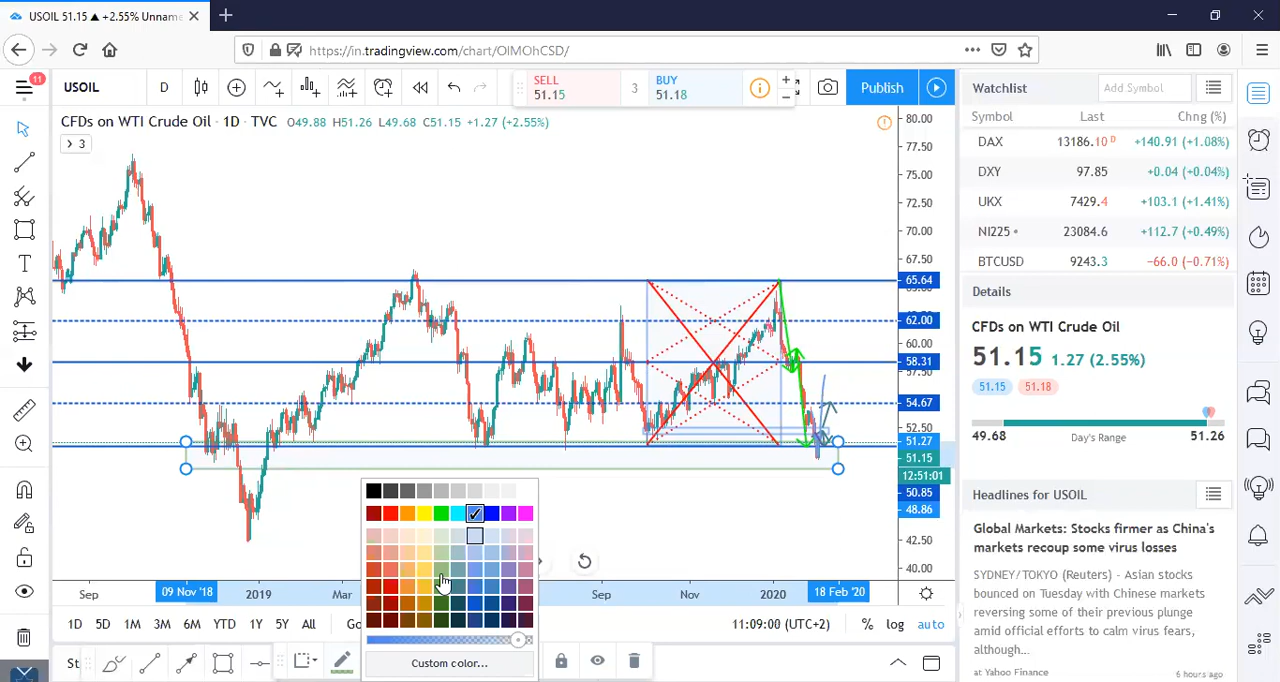 USOIL 51.15 ▲ +2.55% Unnam
https://in.tradingview.com/chart/OIMOhCSD/
11
USOIL
D
SELL
51.15
3
BUY
51.18
Publish
Watchlist
Add Symbol
Symbol Last Chng (%)
DAX 13186.10 D +140.91 (+1.08%)
DXY 97.85 +0.04 (+0.04%)
UKX 7429.4 +103.1 (+1.41%)
NI225 23084.6 +112.7 (+0.49%)
BTCUSD 9243.3 −66.0 (−0.71%)
CFDs on WTI Crude Oil · 1D · TVC O49.88 H51.26 L49.68 C51.15 +1.27 (+2.55%)
3
80.00
77.50
75.00
72.50
70.00
67.50
65.64
62.00
60.00
58.31
54.67
52.50
51.27
51.15
12:51:01
50.85
48.86
42.50
40.00
Details
CFDs on WTI Crude Oil
51.15 1.27 (2.55%)
51.15 51.18
49.68 Day's Range 51.26
Headlines for USOIL
Global Markets: Stocks firmer as China's
markets recoup some virus losses
SYDNEY/TOKYO (Reuters) - Asian stocks
bounced on Tuesday with Chinese markets
reversing some of their previous plunge
amid official efforts to calm virus fears,
although...
at Yahoo Finance 6 hours ago
Sep 09 Nov '18 2019 Mar Sep Nov 2020 18 Feb '20
1D 5D 1M 3M 6M YTD 1Y 5Y All Go
11:09:00 (UTC+2) % log auto
St
Custom color...